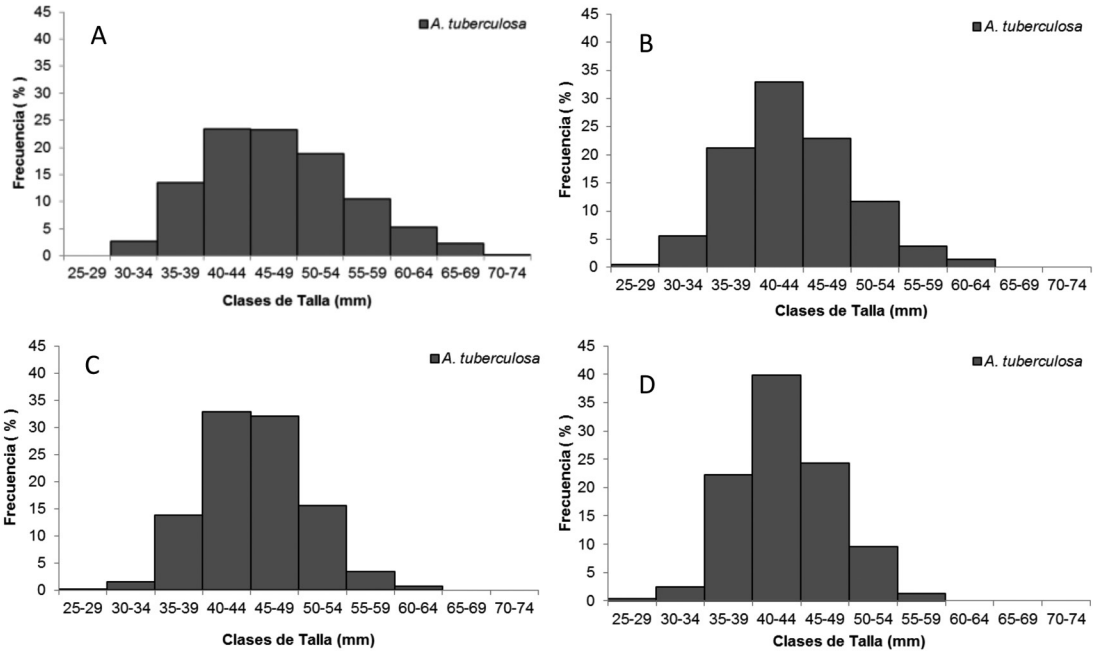 A
A. tuberculosa
Frecuencia ( % )
45
40
35
30
25
20
15
10
5
0
25-29 30-34 35-39 40-44 45-49 50-54 55-59 60-64 65-69 70-74
Clases de Talla (mm)
B
A. tuberculosa
Frecuencia ( % )
45
40
35
30
25
20
15
10
5
0
25-29 30-34 35-39 40-44 45-49 50-54 55-59 60-64 65-69 70-74
Clases de Talla (mm)
C
A. tuberculosa
Frecuencia ( % )
45
40
35
30
25
20
15
10
5
0
25-29 30-34 35-39 40-44 45-49 50-54 55-59 60-64 65-69 70-74
Clases de Talla (mm)
D
A. tuberculosa
Frecuencia ( % )
45
40
35
30
25
20
15
10
5
0
25-29 30-34 35-39 40-44 45-49 50-54 55-59 60-64 65-69 70-74
Clases de Talla (mm)